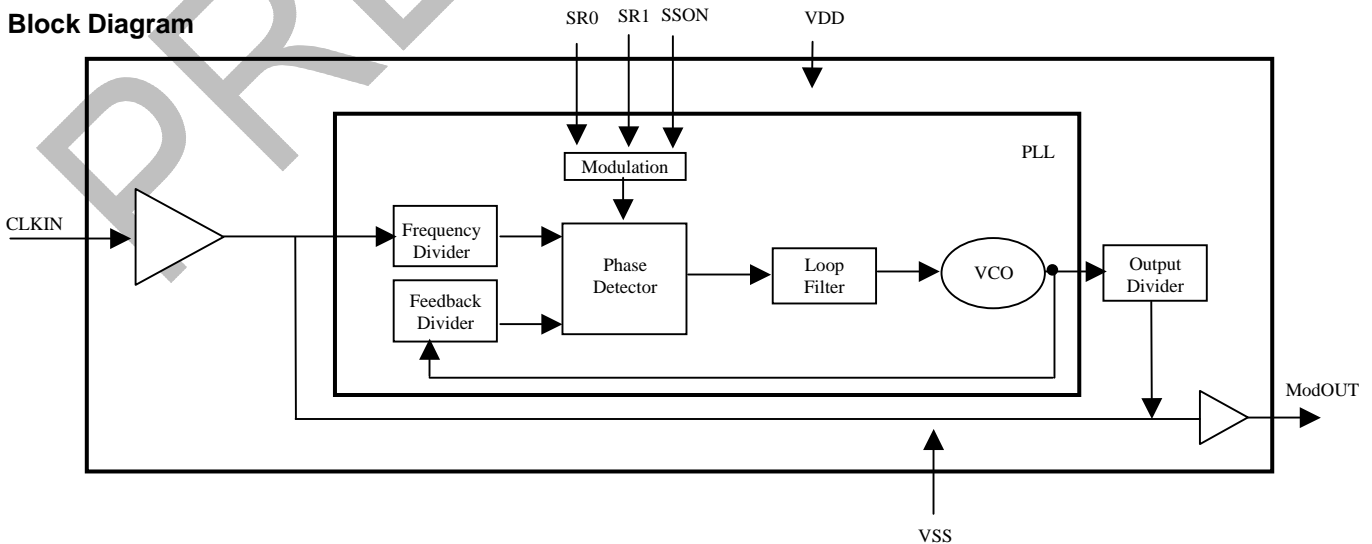 Block Diagram
SR0 SR1 SSON VDD
PLL
Modulation
CLKIN
Frequency
Divider
Phase
Detector
Loop
Filter
VCO
Output
Divider
Feedback
Divider
ModOUT
VSS